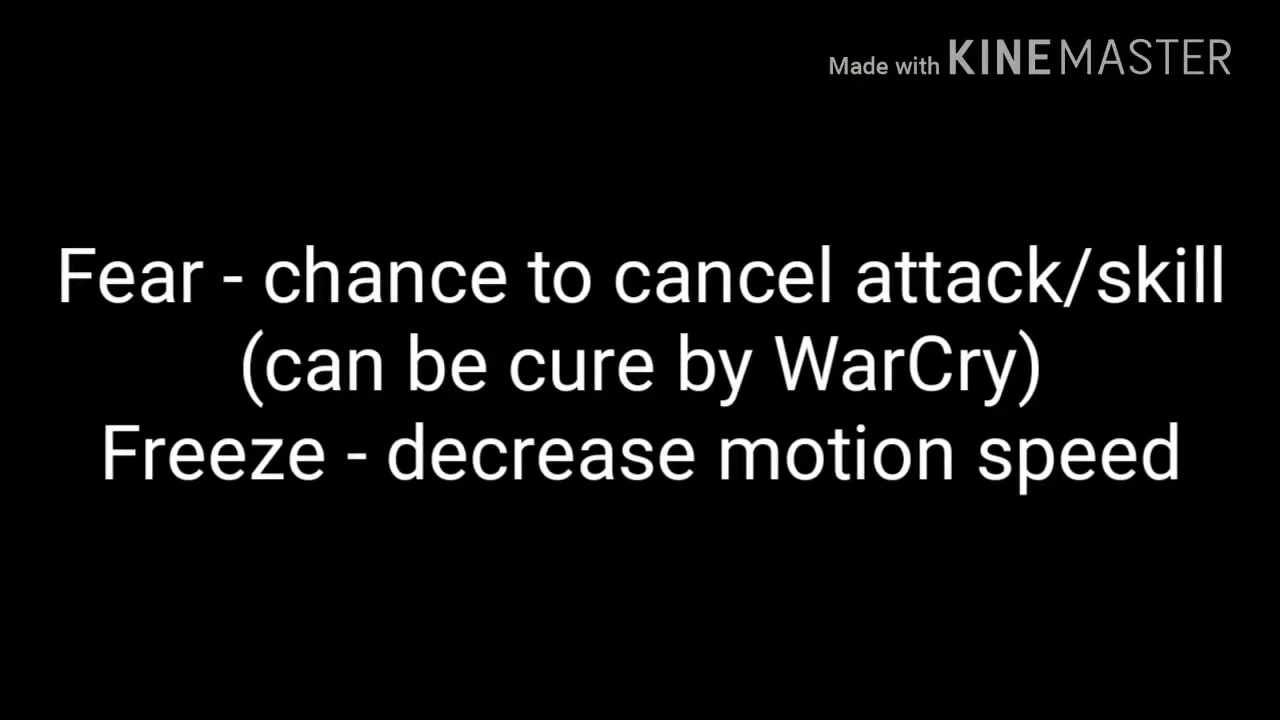 Made with KINEMASTER
Fear - chance to cancel attack/skill
(can be cure by WarCry)
Freeze - decrease motion speed